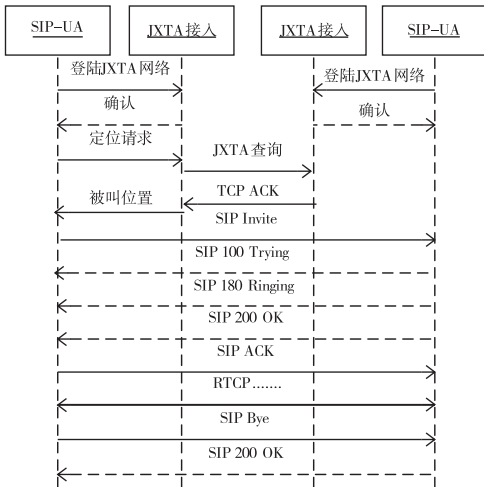 SIP-UA
JXTA接入
JXTA接入
SIP-UA
登陆JXTA网络
登陆JXTA网络
确认
确认
定位请求
JXTA查询
TCP ACK
被叫位置
SIP Invite
SIP 100 Trying
SIP 180 Ringing
SIP 200 OK
SIP ACK
RTCP.......
SIP Bye
SIP 200 OK